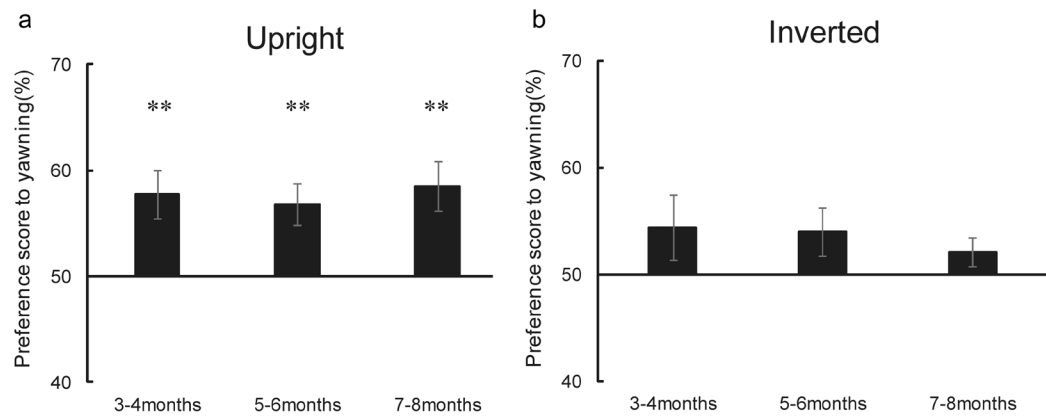 a
Upright
Preference score to yawning(%)
70
60
50
40
**
**
**
3-4months
5-6months
7-8months
b
Inverted
Preference score to yawning(%)
70
60
50
40
3-4months
5-6months
7-8months